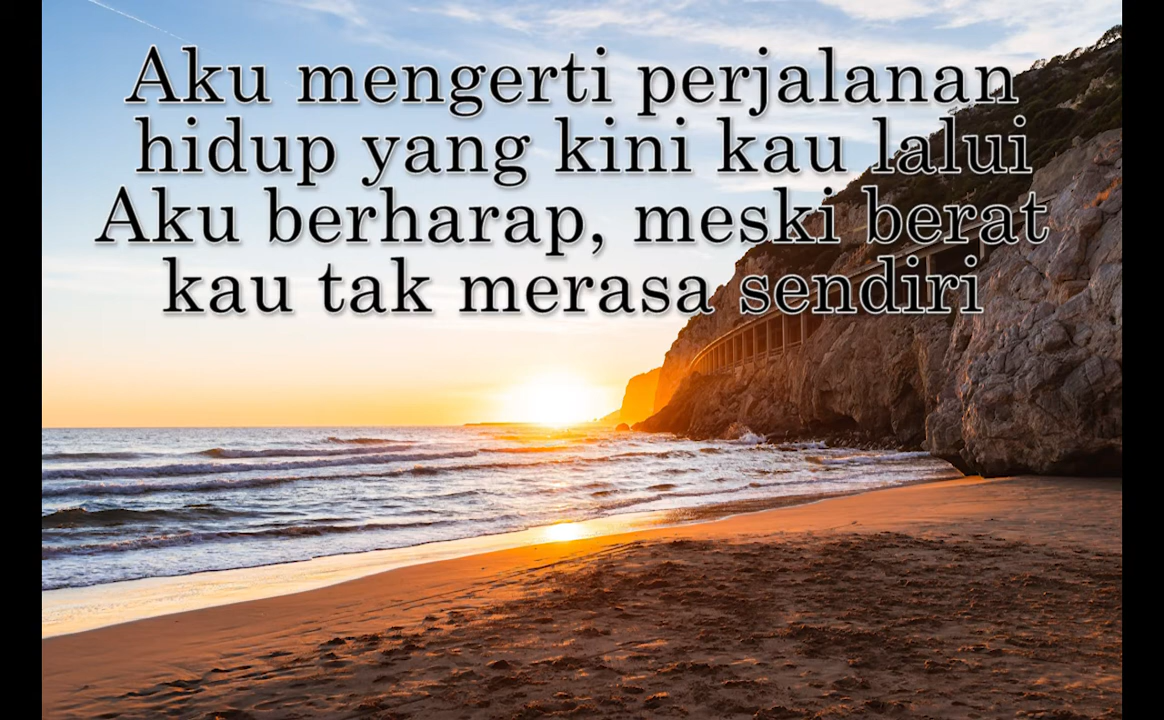 Aku mengerti perjalanan
hidup yang kini kau lalui
Aku berharap, meski berat
kau tak merasa sendiri